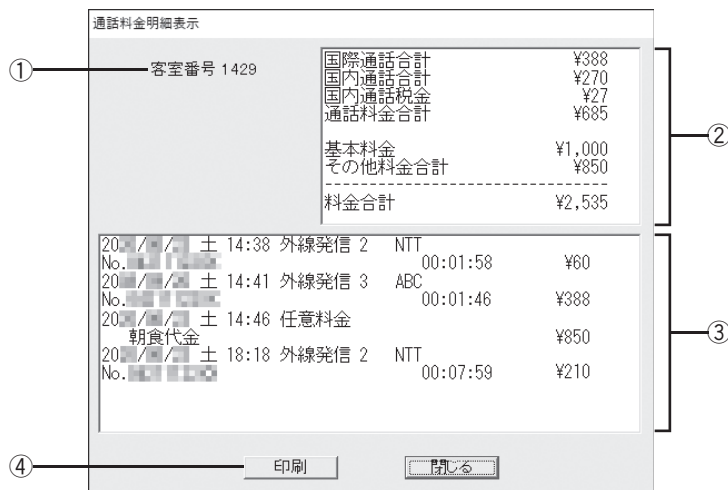 通話料金明細表示
① 客室番号 1429
国際通話合計 ¥388
国内通話合計 ¥270
国内通話税金 ¥27
通話料金合計 ¥685
基本料金 ¥1,000
その他料金合計 ¥850
料金合計 ¥2,535
②
20 / / 土 14:38 外線発信 2 NTT
No. 00:01:58 ¥60
20 / / 土 14:41 外線発信 3 ABC
No. 00:01:46 ¥388
20 / / 土 14:46 任意料金
朝食代金 ¥850
20 / / 土 18:18 外線発信 2 NTT
No. 00:07:59 ¥210
③
④ 印刷 閉じる